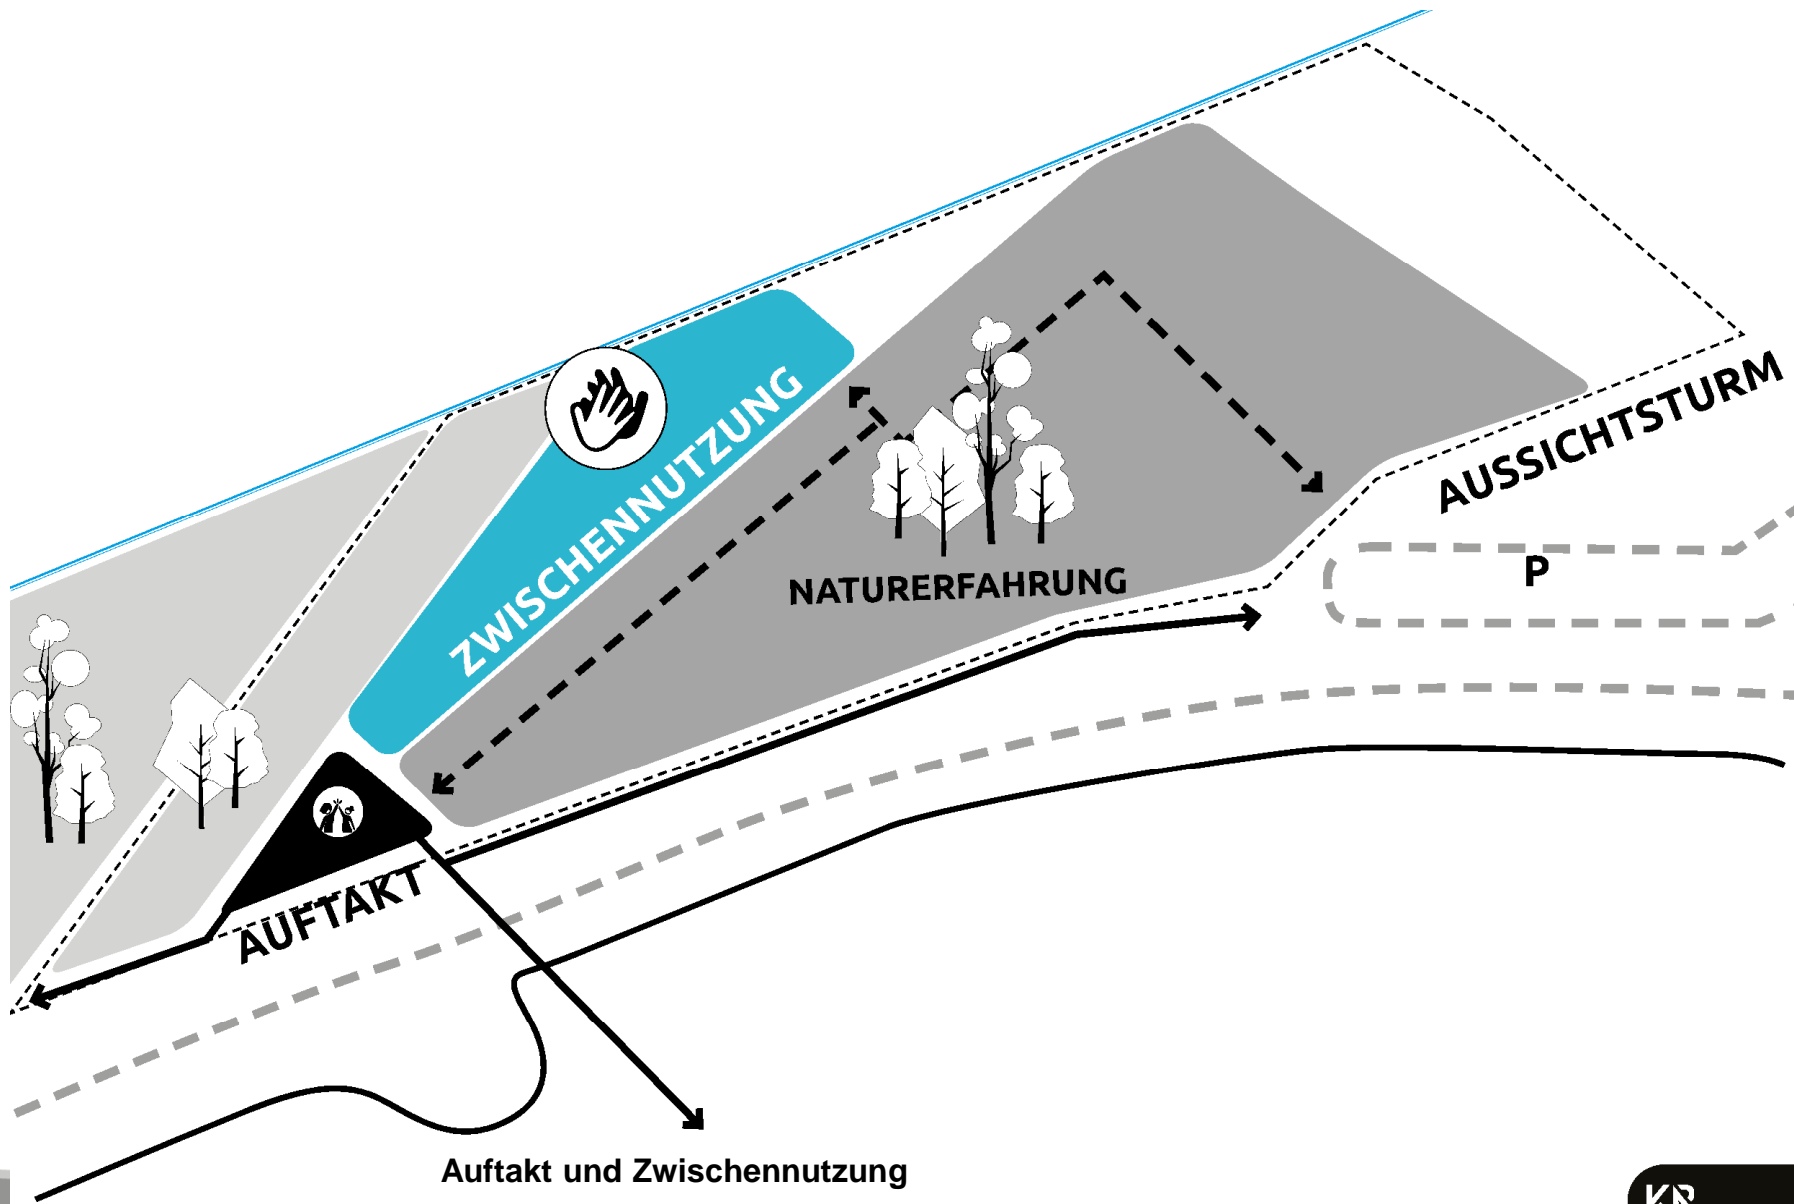 AUSSICHTSTURM
ZWISCHENNUTZUNG
P
NATURERFAHRUNG
AUFTAKT
Auftakt und Zwischennutzung